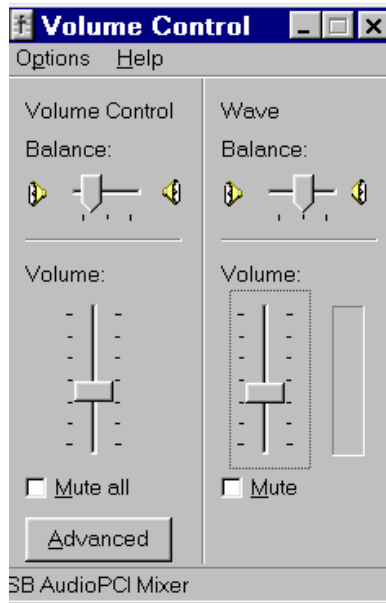 Volume Control
Options Help
Volume Control
Balance:
Volume:
Mute all
Advanced
Wave
Balance:
Volume:
Mute
SB AudioPCI Mixer